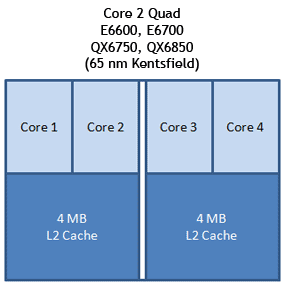 Core 2 Quad
E6600, E6700
QX6750, QX6850
(65 nm Kentsfield)
Core 1 Core 2 Core 3 Core 4
4 MB 4 MB
L2 Cache L2 Cache